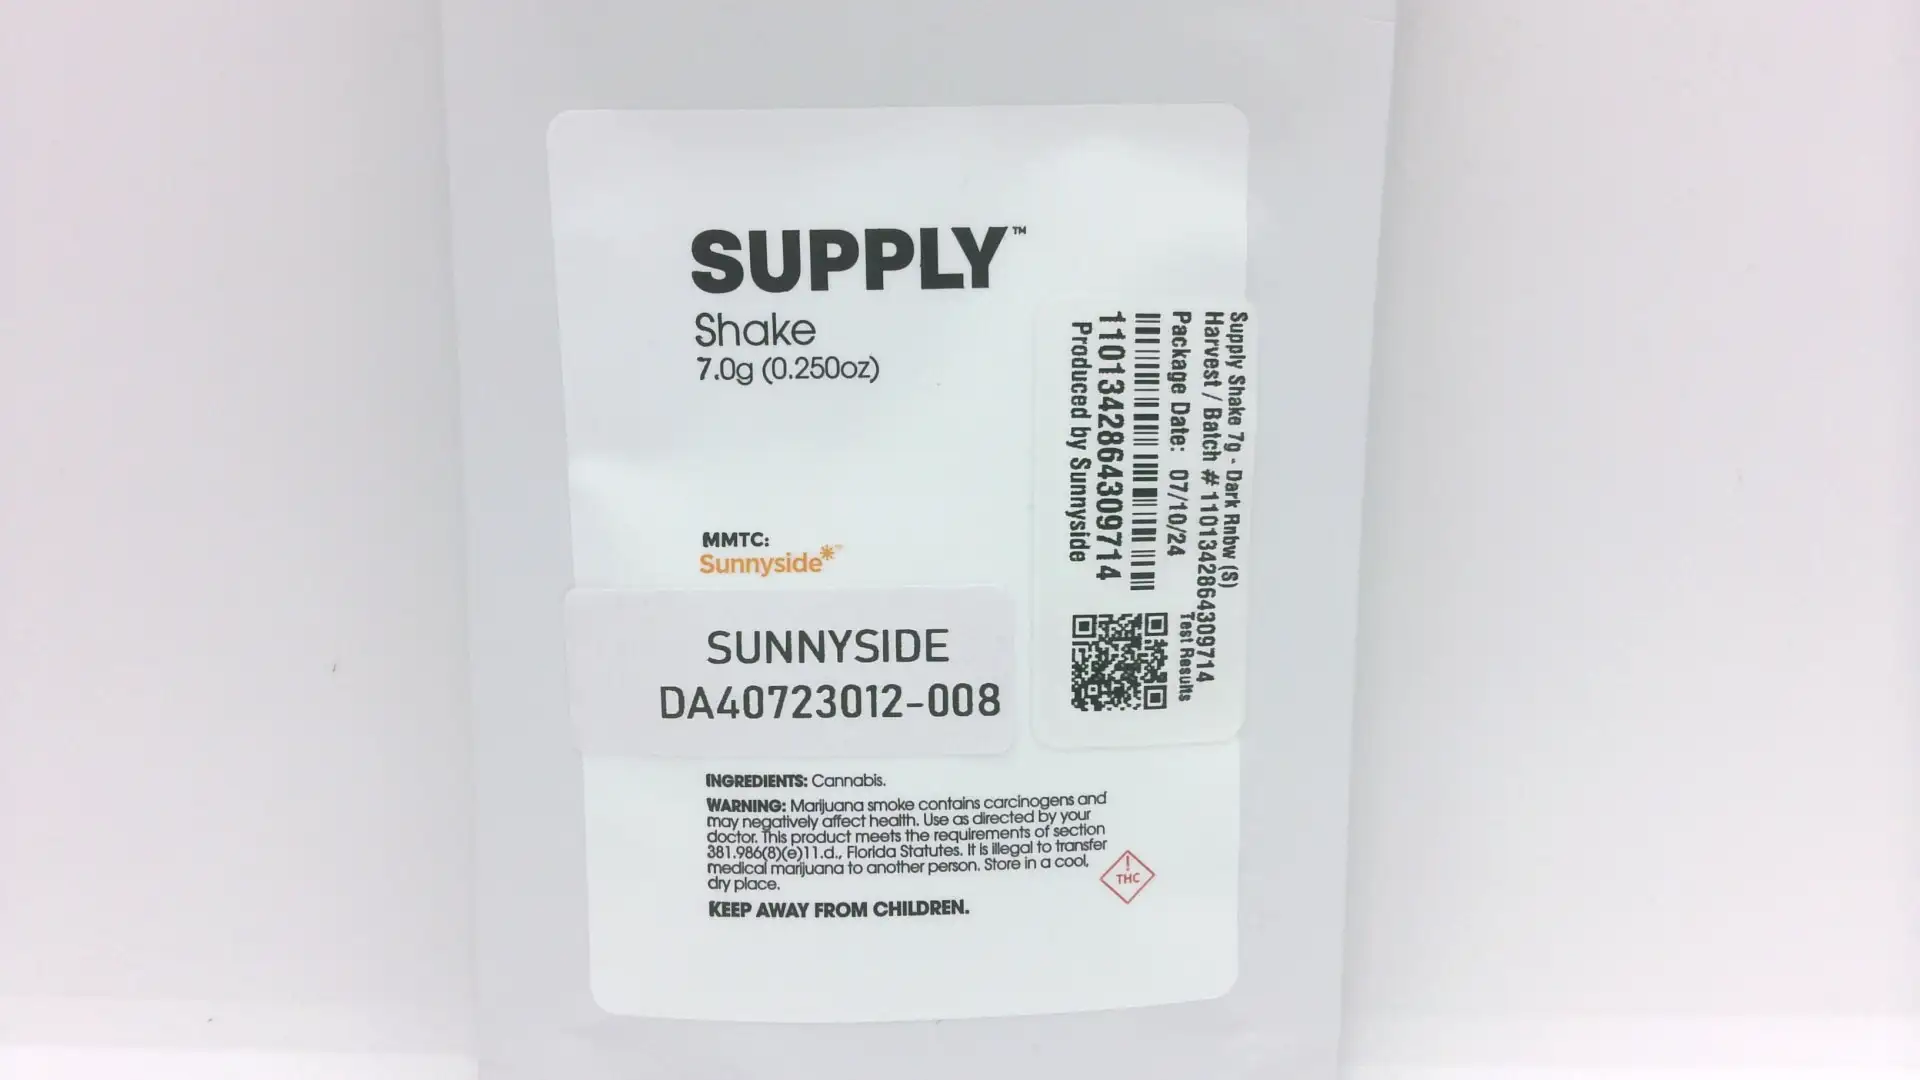 SUPPLY™
Shake
7.0g (0.250oz)
MMTC:
Sunnyside*™
SUNNYSIDE
DA40723012-008
INGREDIENTS: Cannabis.
WARNING: Marijuana smoke contains carcinogens and
may negatively affect health. Use as directed by your
doctor. This product meets the requirements of section
381.986(8)(e)11.d., Florida Statutes. It is illegal to transfer
medical marijuana to another person. Store in a cool,
dry place.
KEEP AWAY FROM CHILDREN.
!
THC
Supply Shake 7g - Dark Rnbw (S)
Harvest / Batch # 1101342864309714
Package Date: 07/10/24
Test Results
1101342864309714
Produced by Sunnyside